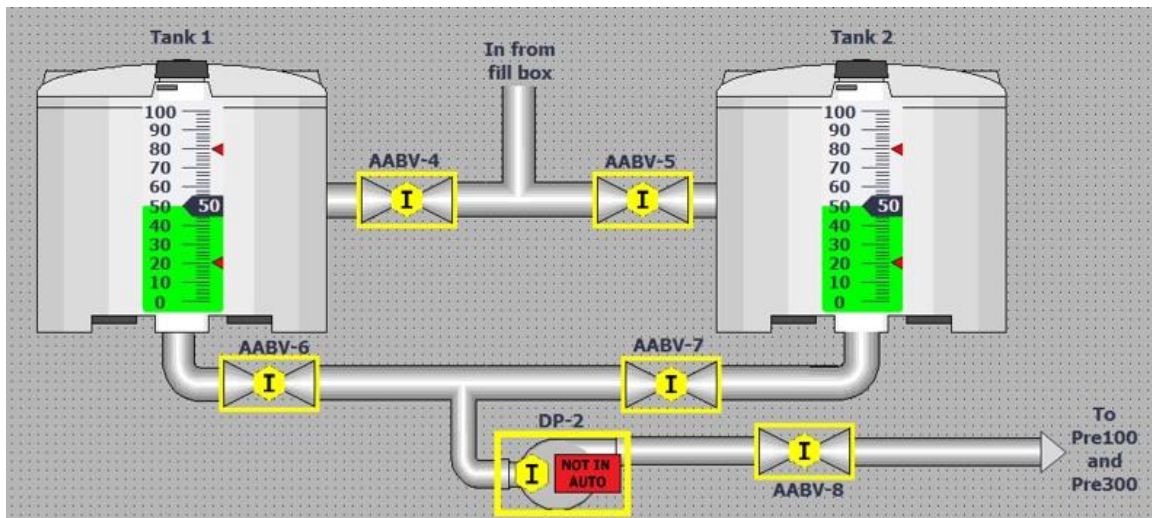 Tank 1
In from
fill box
Tank 2
100
90
80
70
60
50
40
30
20
10
0
50
AABV-4
I
AABV-5
I
100
90
80
70
60
50
40
30
20
10
0
50
AABV-6
I
AABV-7
I
DP-2
I
NOT IN
AUTO
I
AABV-8
To
Pre100
and
Pre300